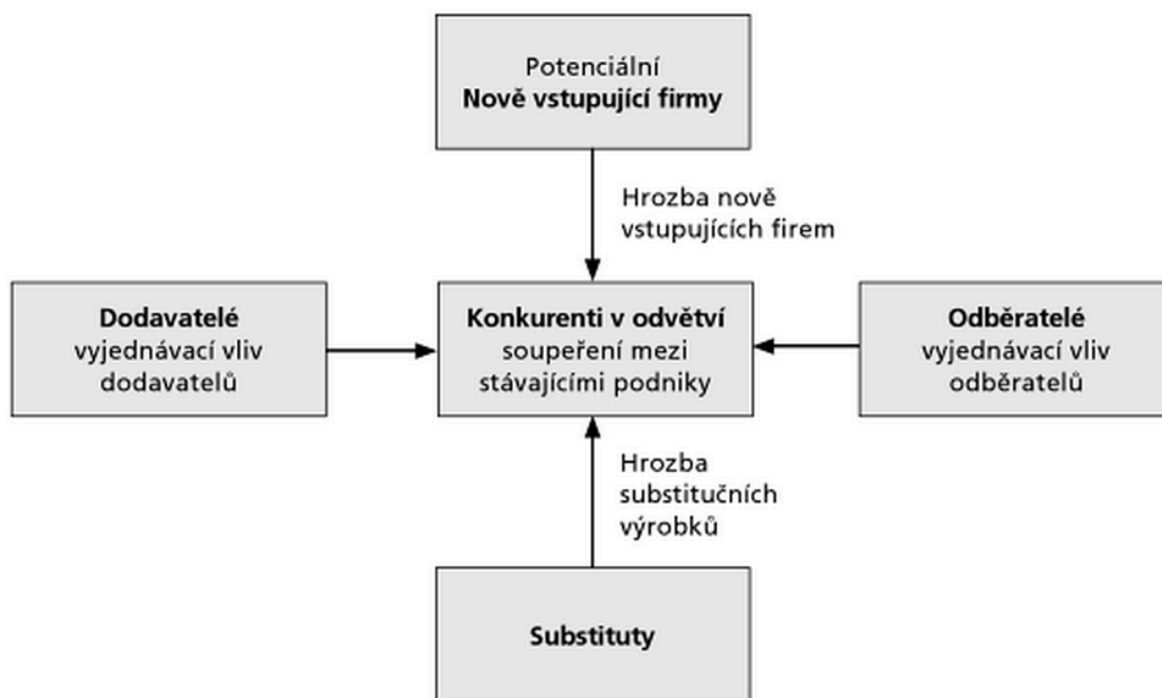 Potenciální
Nově vstupující firmy
Hrozba nově
vstupujících firem
Dodavatelé
vyjednávací vliv
dodavatelů
Konkurenti v odvětví
soupeření mezi
stávajícími podniky
Odběratelé
vyjednávací vliv
odběratelů
Hrozba
substitučních
výrobků
Substituty